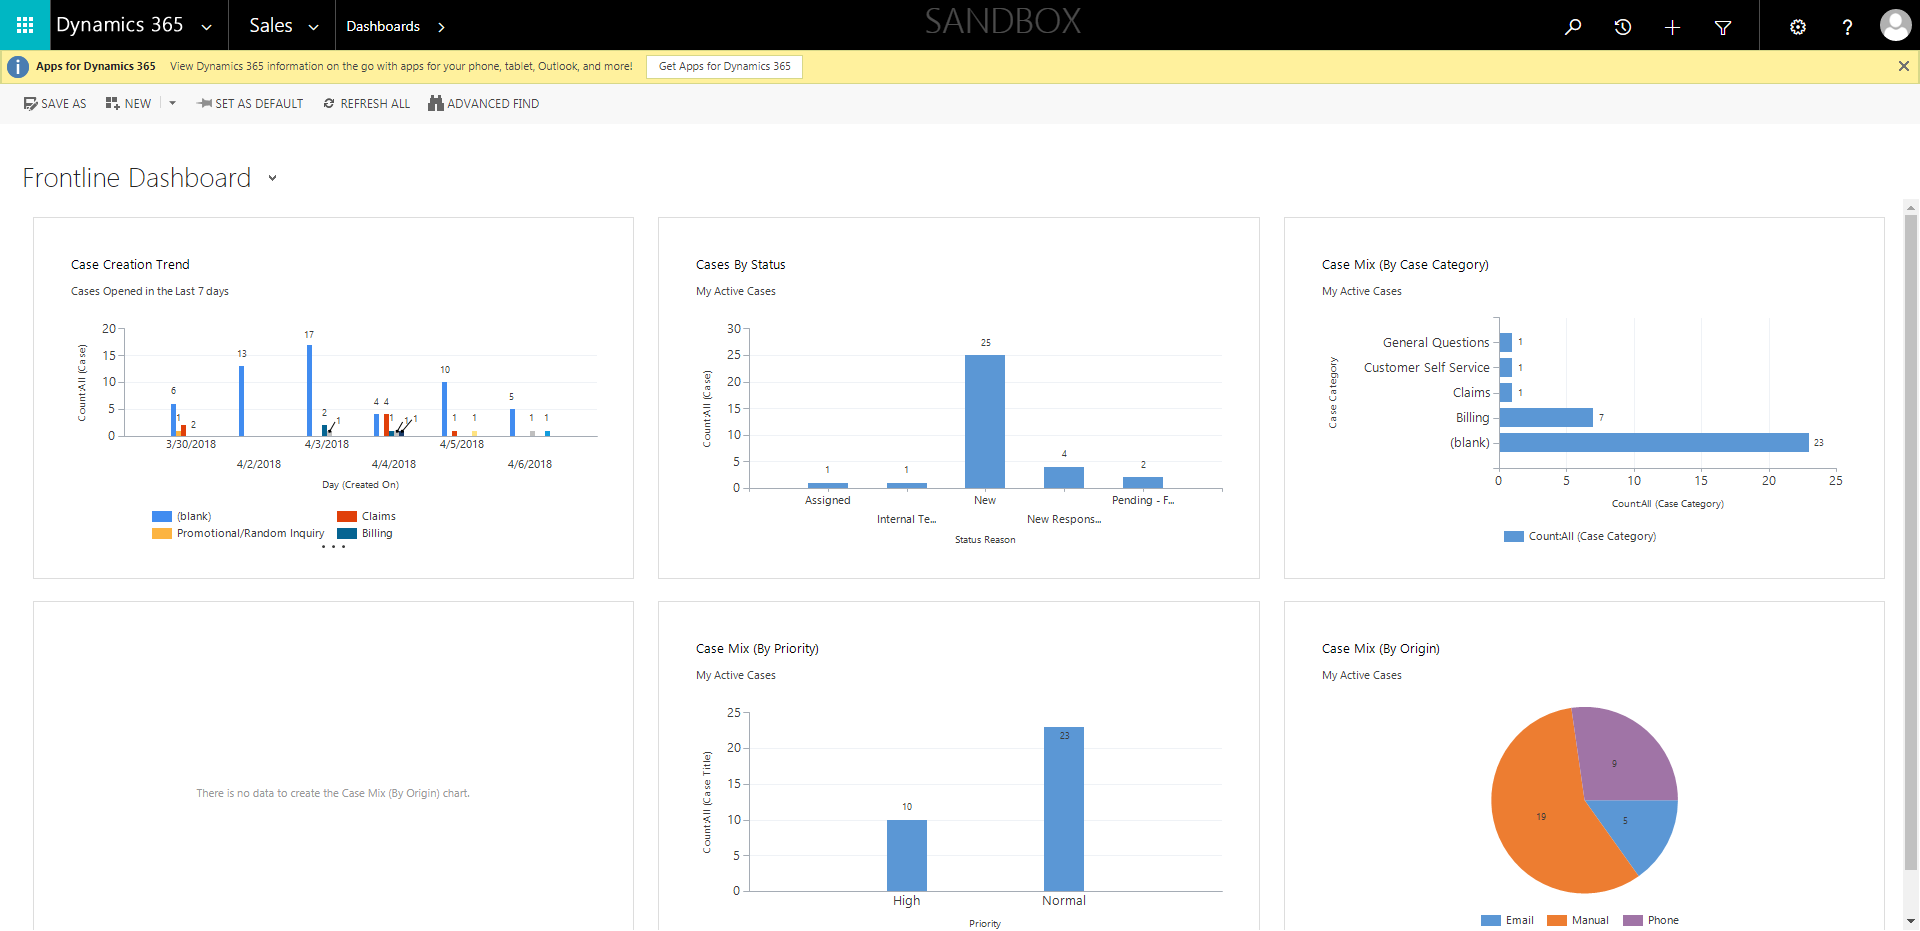 Dynamics 365 Sales Dashboards SANDBOX ?
Apps for Dynamics 365 View Dynamics 365 information on the go with apps for your phone, tablet, Outlook, and more! Get Apps for Dynamics 365
SAVE AS NEW SET AS DEFAULT REFRESH ALL ADVANCED FIND
Frontline Dashboard
Case Creation Trend
Cases Opened in the Last 7 days
Count:All (Case)
20
15
10
5
0
6
1
2
13
17
2
1
4
4
1
1
1
10
1
1
5
1
1
3/30/2018
4/2/2018
4/3/2018
4/4/2018
4/5/2018
4/6/2018
Day (Created On)
(blank)
Claims
Promotional/Random Inquiry
Billing
Cases By Status
My Active Cases
Count:All (Case)
30
25
20
15
10
5
0
1
1
25
4
2
Assigned
Internal Te...
New
New Respons...
Pending - F...
Status Reason
Case Mix (By Case Category)
My Active Cases
Case Category
General Questions 1
Customer Self Service 1
Claims 1
Billing 7
(blank) 23
0 5 10 15 20 25
Count:All (Case Category)
Count:All (Case Category)
There is no data to create the Case Mix (By Origin) chart.
Case Mix (By Priority)
My Active Cases
Count:All (Case Title)
25
20
15
10
5
0
10
23
High
Normal
Priority
Case Mix (By Origin)
My Active Cases
9
19
5
Email Manual Phone